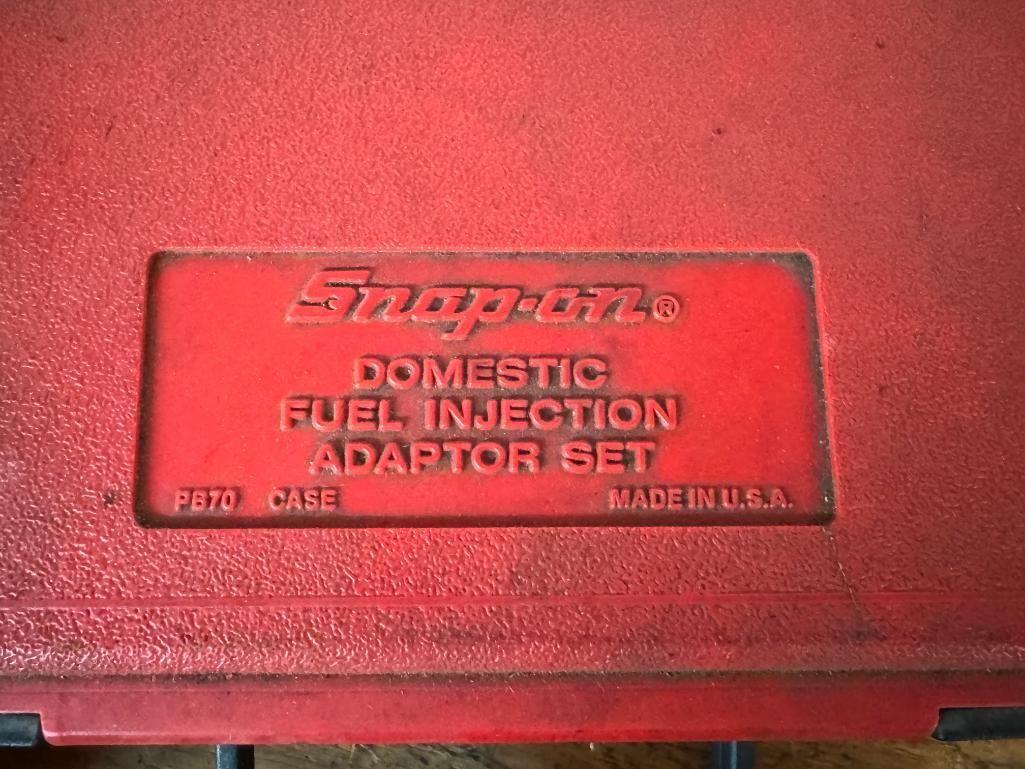 Snap-on®
DOMESTIC
FUEL INJECTION
ADAPTOR SET
PB70 CASE MADE IN U.S.A.